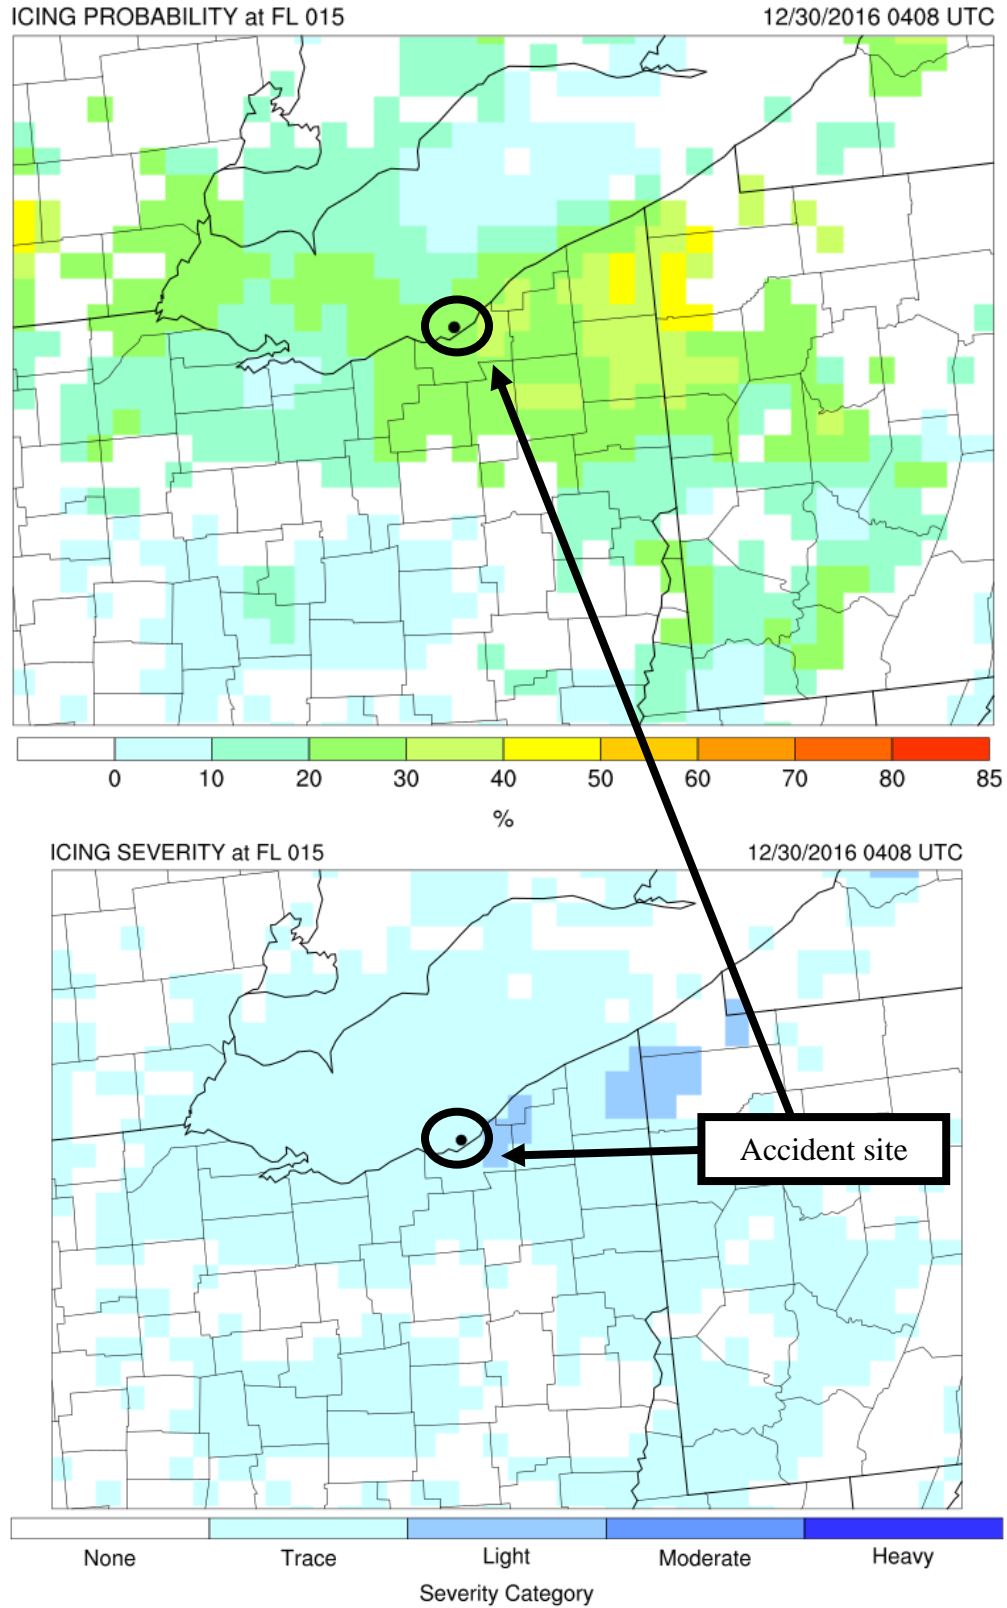 ICING PROBABILITY at FL 015 12/30/2016 0408 UTC
0 10 20 30 40 50 60 70 80 85
%
ICING SEVERITY at FL 015 12/30/2016 0408 UTC
Accident site
None Trace Light Moderate Heavy
Severity Category